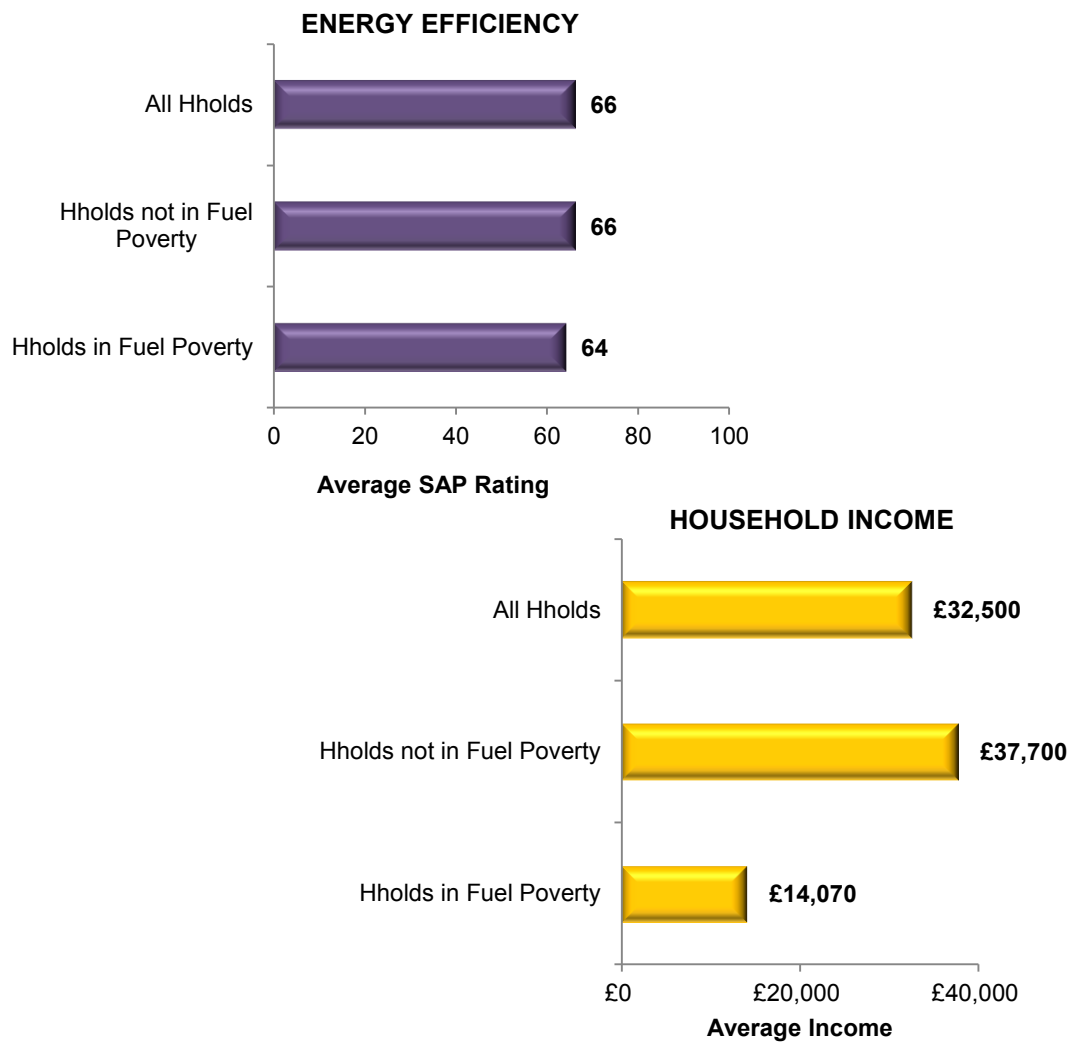 ENERGY EFFICIENCY
All Hholds
66
Hholds not in Fuel
Poverty
66
Hholds in Fuel Poverty
64
0 20 40 60 80 100
Average SAP Rating
HOUSEHOLD INCOME
All Hholds
£32,500
Hholds not in Fuel Poverty
£37,700
Hholds in Fuel Poverty
£14,070
£0 £20,000 £40,000
Average Income